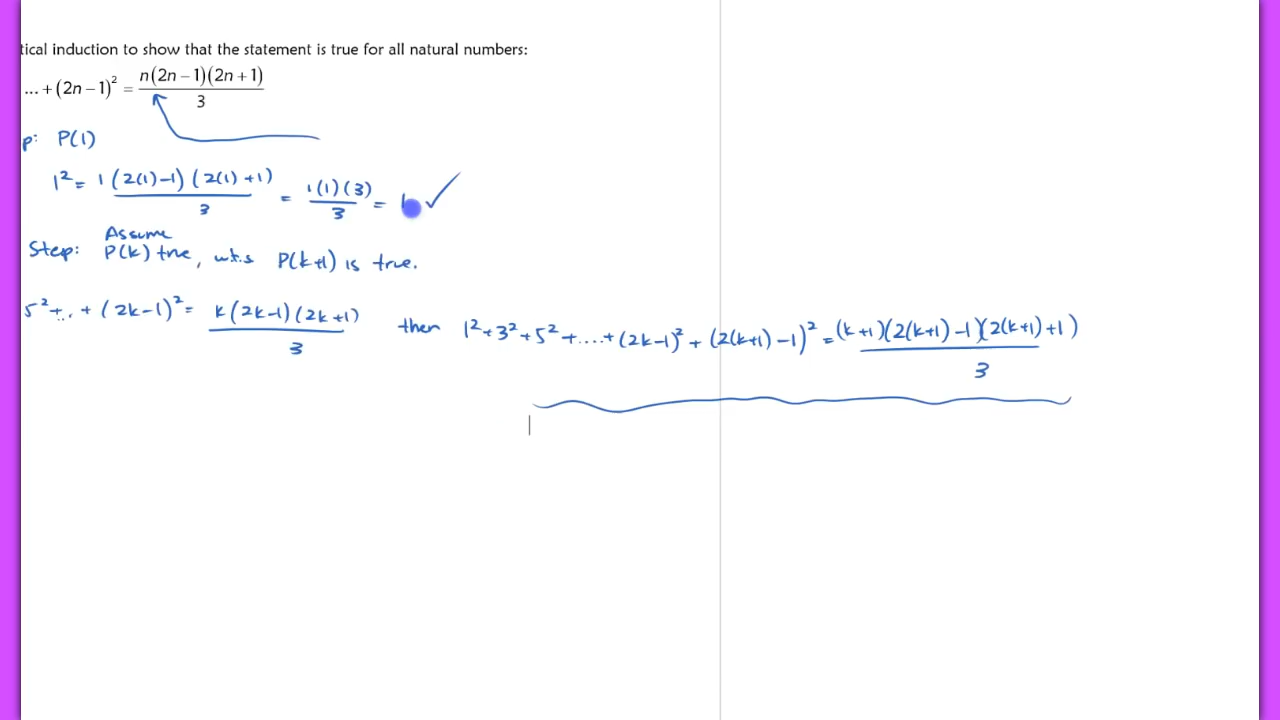 tical induction to show that the statement is true for all natural numbers:
... + (2n − 1)² = n(2n − 1)(2n + 1) / 3
p: P(1)
1² = 1(2(1)−1)(2(1)+1) / 3 = 1(1)(3) / 3 = 1 ✓
Assume
Step: P(k) true, wts P(k+1) is true.
5²+... + (2k−1)² = k(2k−1)(2k+1) / 3 then 1²+3²+5²+....+(2k−1)² + (2(k+1)−1)² = (k+1)(2(k+1)−1)(2(k+1)+1) / 3